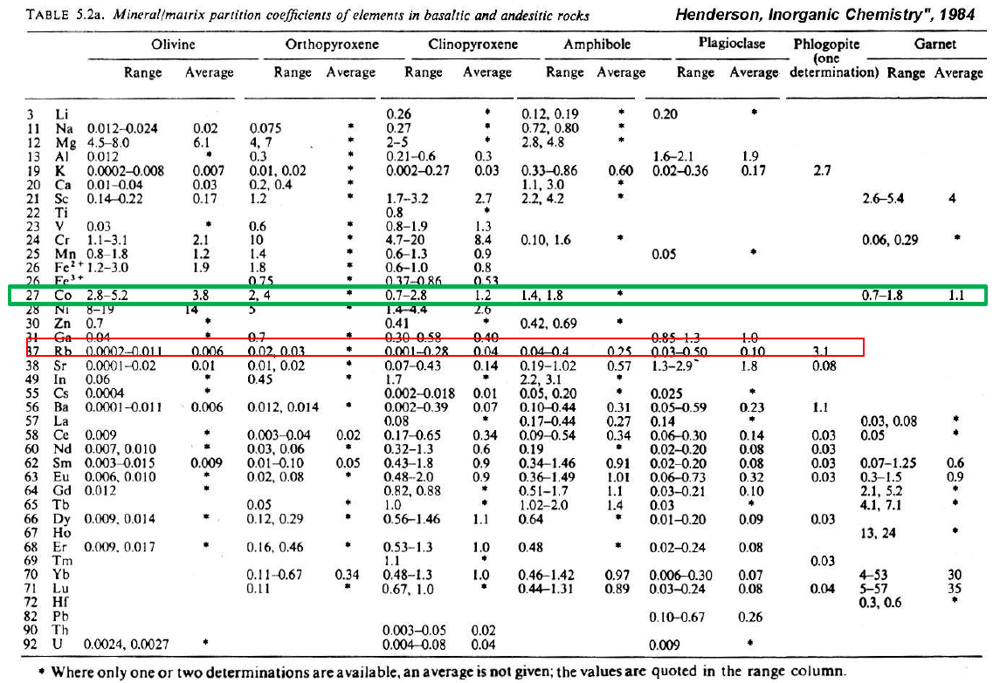 TABLE 5.2a. Mineral/matrix partition coefficients of elements in basaltic and andesitic rocks Henderson, Inorganic Chemistry", 1984
Olivine Orthopyroxene Clinopyroxene Amphibole Plagioclase Phlogopite (one determination) Garnet
Range Average Range Average Range Average Range Average Range Average Range Average
3 Li 0.26 * 0.12, 0.19 * 0.20 *
11 Na 0.012–0.024 0.02 0.075 * 0.27 * 0.72, 0.80 *
12 Mg 4.5–8.0 6.1 4, 7 * 2–5 * 2.8, 4.8 *
13 Al 0.012 * 0.3 * 0.21–0.6 0.3 1.6–2.1 1.9
19 K 0.0002–0.008 0.007 0.01, 0.02 * 0.002–0.27 0.03 0.33–0.86 0.60 0.02–0.36 0.17 2.7
20 Ca 0.01–0.04 0.03 0.2, 0.4 * 1.1, 3.0 *
21 Sc 0.14–0.22 0.17 1.2 * 1.7–3.2 2.7 2.2, 4.2 * 2.6–5.4 4
22 Ti 0.8 *
23 V 0.03 * 0.6 * 0.8–1.9 1.3
24 Cr 1.1–3.1 2.1 10 * 4.7–20 8.4 0.10, 1.6 * 0.06, 0.29 *
25 Mn 0.8–1.8 1.2 1.4 * 0.6–1.3 0.9 0.05 *
26 Fe²⁺ 1.2–3.0 1.9 1.8 * 0.6–1.0 0.8
26 Fe³⁺ 0.75 * 0.37–0.86 0.53
27 Co 2.8–5.2 3.8 2, 4 * 0.7–2.8 1.2 1.4, 1.8 * 0.7–1.8 1.1
28 Ni 8–19 14 5 * 1.4–4.4 2.6
30 Zn 0.7 * 0.41 * 0.42, 0.69 *
31 Ga 0.04 * 0.7 * 0.30–0.58 0.40 0.85–1.3 1.0
37 Rb 0.0002–0.011 0.006 0.02, 0.03 * 0.001–0.28 0.04 0.04–0.4 0.25 0.03–0.50 0.10 3.1
38 Sr 0.0001–0.02 0.01 0.01, 0.02 * 0.07–0.43 0.14 0.19–1.02 0.57 1.3–2.9 1.8 0.08
49 In 0.06 * 0.45 * 1.7 * 2.2, 3.1 *
55 Cs 0.0004 * 0.002–0.018 0.01 0.05, 0.20 * 0.025 *
56 Ba 0.0001–0.011 0.006 0.012, 0.014 * 0.002–0.39 0.07 0.10–0.44 0.31 0.05–0.59 0.23 1.1
57 La 0.08 * 0.17–0.44 0.27 0.14 * 0.03, 0.08 *
58 Ce 0.009 * 0.003–0.04 0.02 0.17–0.65 0.34 0.09–0.54 0.34 0.06–0.30 0.14 0.03 0.05 *
60 Nd 0.007, 0.010 * 0.03, 0.06 * 0.32–1.3 0.6 0.19 * 0.02–0.20 0.08 0.03
62 Sm 0.003–0.015 0.009 0.01–0.10 0.05 0.43–1.8 0.9 0.34–1.46 0.91 0.02–0.20 0.08 0.03 0.07–1.25 0.6
63 Eu 0.006, 0.010 * 0.02, 0.08 * 0.48–2.0 0.9 0.36–1.49 1.01 0.06–0.73 0.32 0.03 0.3–1.5 0.9
64 Gd 0.012 * 0.82, 0.88 * 0.51–1.7 1.1 0.03–0.21 0.10 2.1, 5.2 *
65 Tb 0.05 * 1.0 * 1.02–2.0 1.4 0.03 * 4.1, 7.1 *
66 Dy 0.009, 0.014 * 0.12, 0.29 * 0.56–1.46 1.1 0.64 * 0.01–0.20 0.09 0.03
67 Ho 13, 24 *
68 Er 0.009, 0.017 * 0.16, 0.46 * 0.53–1.3 1.0 0.48 * 0.02–0.24 0.08
69 Tm 1.1 * 0.03
70 Yb 0.11–0.67 0.34 0.48–1.3 1.0 0.46–1.42 0.97 0.006–0.30 0.07 4–53 30
71 Lu 0.11 * 0.67, 1.0 * 0.44–1.31 0.89 0.03–0.24 0.08 0.04 5–57 35
72 Hf 0.3, 0.6 *
82 Pb 0.10–0.67 0.26
90 Th 0.003–0.05 0.02
92 U 0.0024, 0.0027 * 0.004–0.08 0.04 0.009 *
* Where only one or two determinations are available, an average is not given; the values are quoted in the range column.